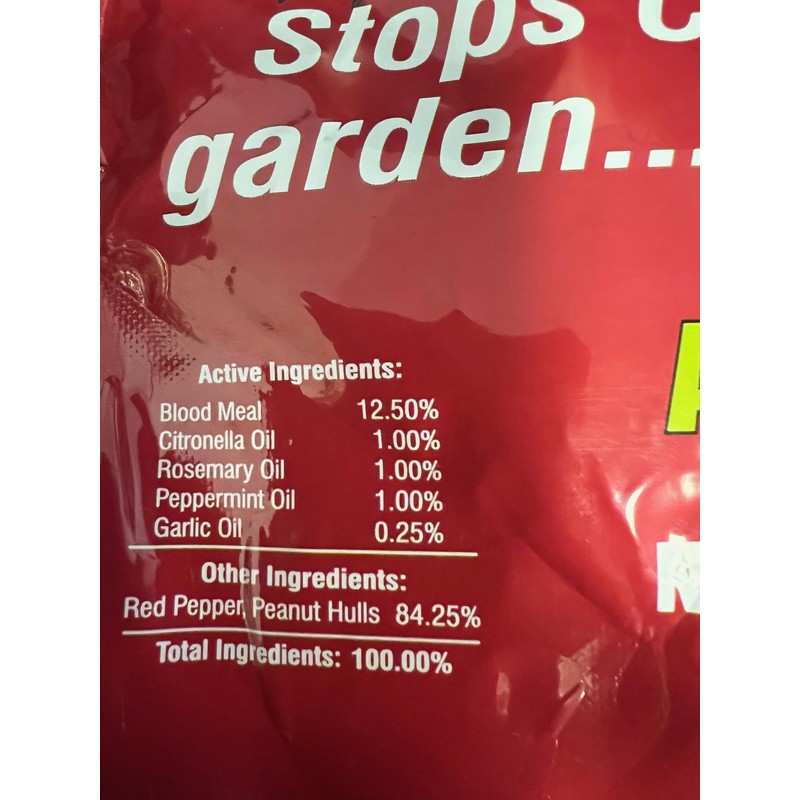 Stops
garden...
Active Ingredients:
Blood Meal 12.50%
Citronella Oil 1.00%
Rosemary Oil 1.00%
Peppermint Oil 1.00%
Garlic Oil 0.25%
Other Ingredients:
Red Pepper, Peanut Hulls 84.25%
Total Ingredients: 100.00%